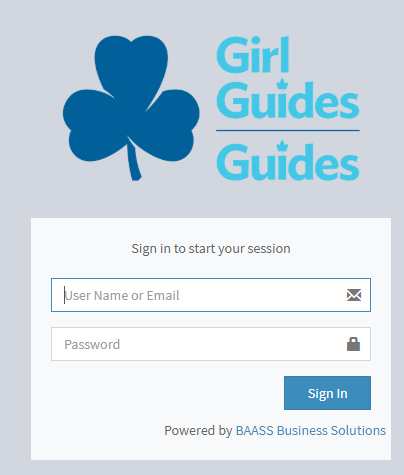 Girl
Guides
Guides
Sign in to start your session
User Name or Email
Password
Sign In
Powered by BAASS Business Solutions